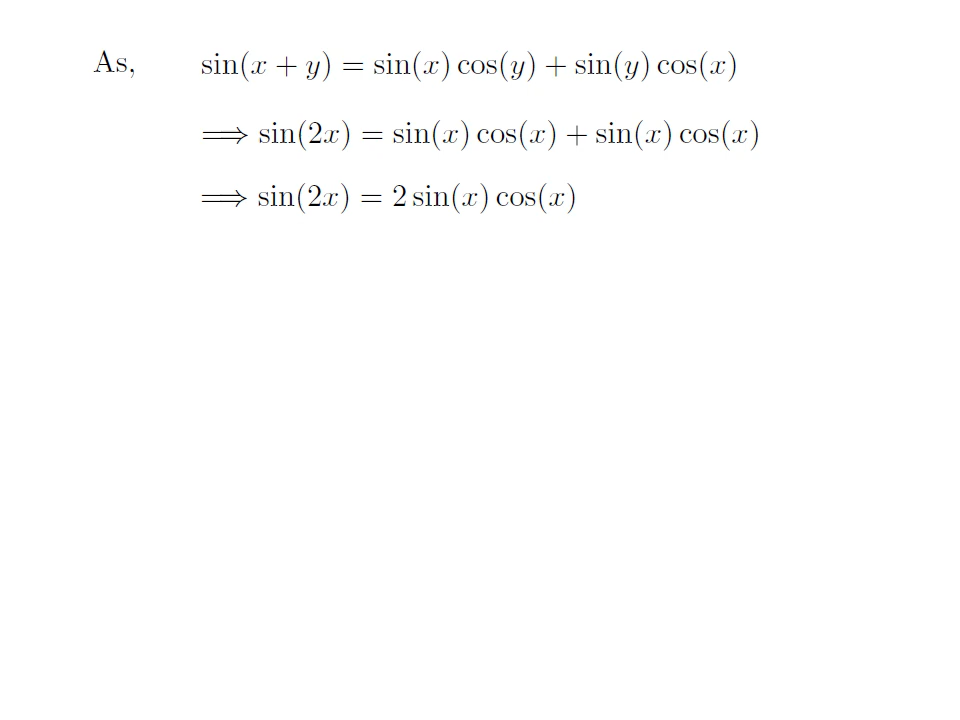 As, sin(x + y) = sin(x) cos(y) + sin(y) cos(x)
⟹ sin(2x) = sin(x) cos(x) + sin(x) cos(x)
⟹ sin(2x) = 2 sin(x) cos(x)